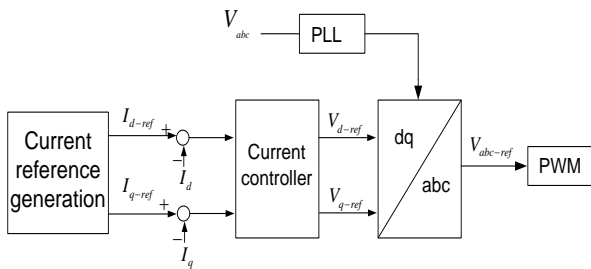 V_abc
PLL
I_d-ref
+
−
I_d
Current
reference
generation
I_q-ref
+
−
I_q
Current
controller
V_d-ref
V_q-ref
dq
abc
V_abc-ref
PWM